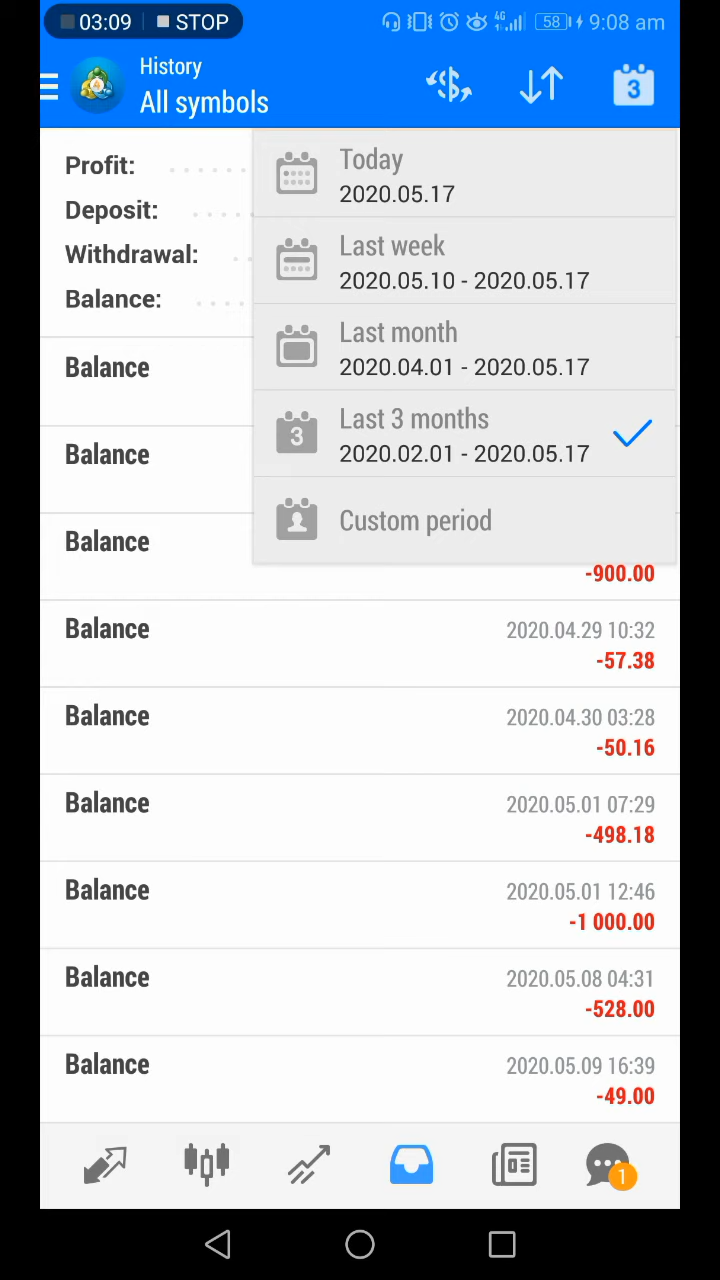 03:09 STOP 4G 58 9:08 am
History
All symbols
3
Profit:
Deposit:
Withdrawal:
Balance:
Today
2020.05.17
Last week
2020.05.10 - 2020.05.17
Last month
2020.04.01 - 2020.05.17
3
Last 3 months
2020.02.01 - 2020.05.17
Custom period
Balance
Balance
Balance
-900.00
Balance 2020.04.29 10:32
-57.38
Balance 2020.04.30 03:28
-50.16
Balance 2020.05.01 07:29
-498.18
Balance 2020.05.01 12:46
-1 000.00
Balance 2020.05.08 04:31
-528.00
Balance 2020.05.09 16:39
-49.00
1